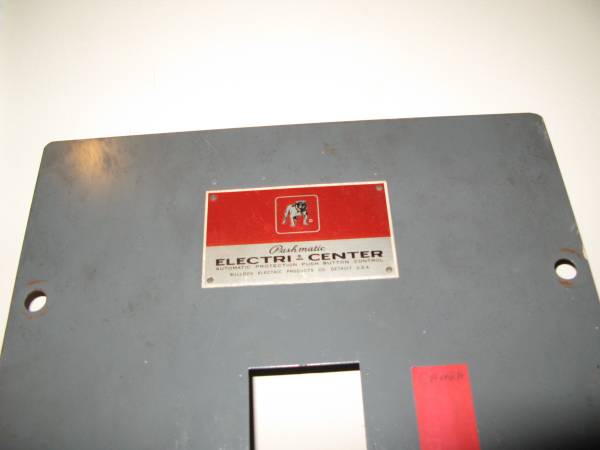 Pushmatic
ELECTRI CENTER
AUTOMATIC PROTECTION PUSH BUTTON CONTROL
BULLDOG ELECTRIC PRODUCTS CO. DETROIT U.S.A.